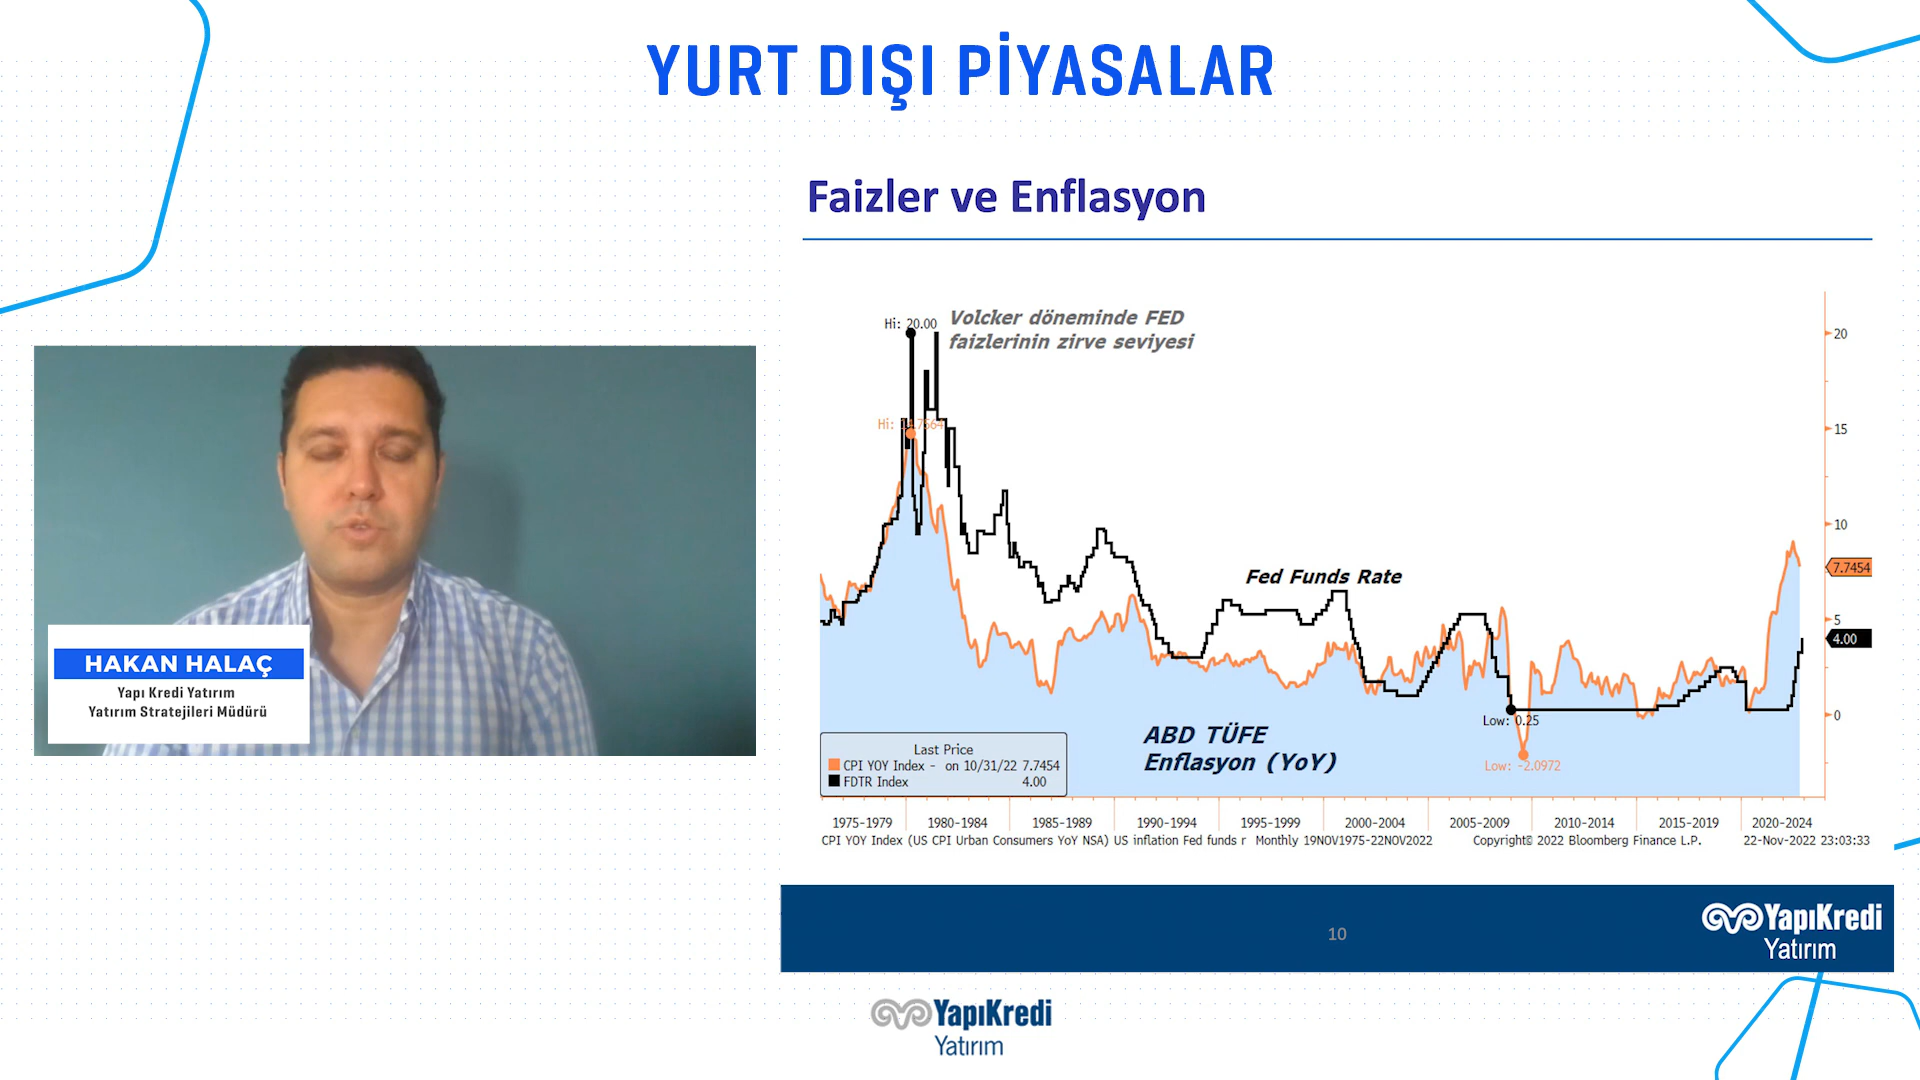 YURT DIŞI PİYASALAR
Faizler ve Enflasyon
Volcker döneminde FED
faizlerinin zirve seviyesi
Hi: 20.00
20
15
10
7.7454
5
4.00
0
Fed Funds Rate
Low: 0.25
Low: -2.0972
ABD TÜFE
Enflasyon (YoY)
Last Price
CPI YOY Index - on 10/31/22 7.7454
FDTR Index 4.00
1975-1979 1980-1984 1985-1989 1990-1994 1995-1999 2000-2004 2005-2009 2010-2014 2015-2019 2020-2024
CPI YOY Index (US CPI Urban Consumers YoY NSA) US inflation Fed funds r Monthly 19NOV1975-22NOV2022 Copyright© 2022 Bloomberg Finance L.P. 22-Nov-2022 23:03:33
HAKAN HALAÇ
Yapı Kredi Yatırım
Yatırım Stratejileri Müdürü
10
YapıKredi
Yatırım
YapıKredi
Yatırım